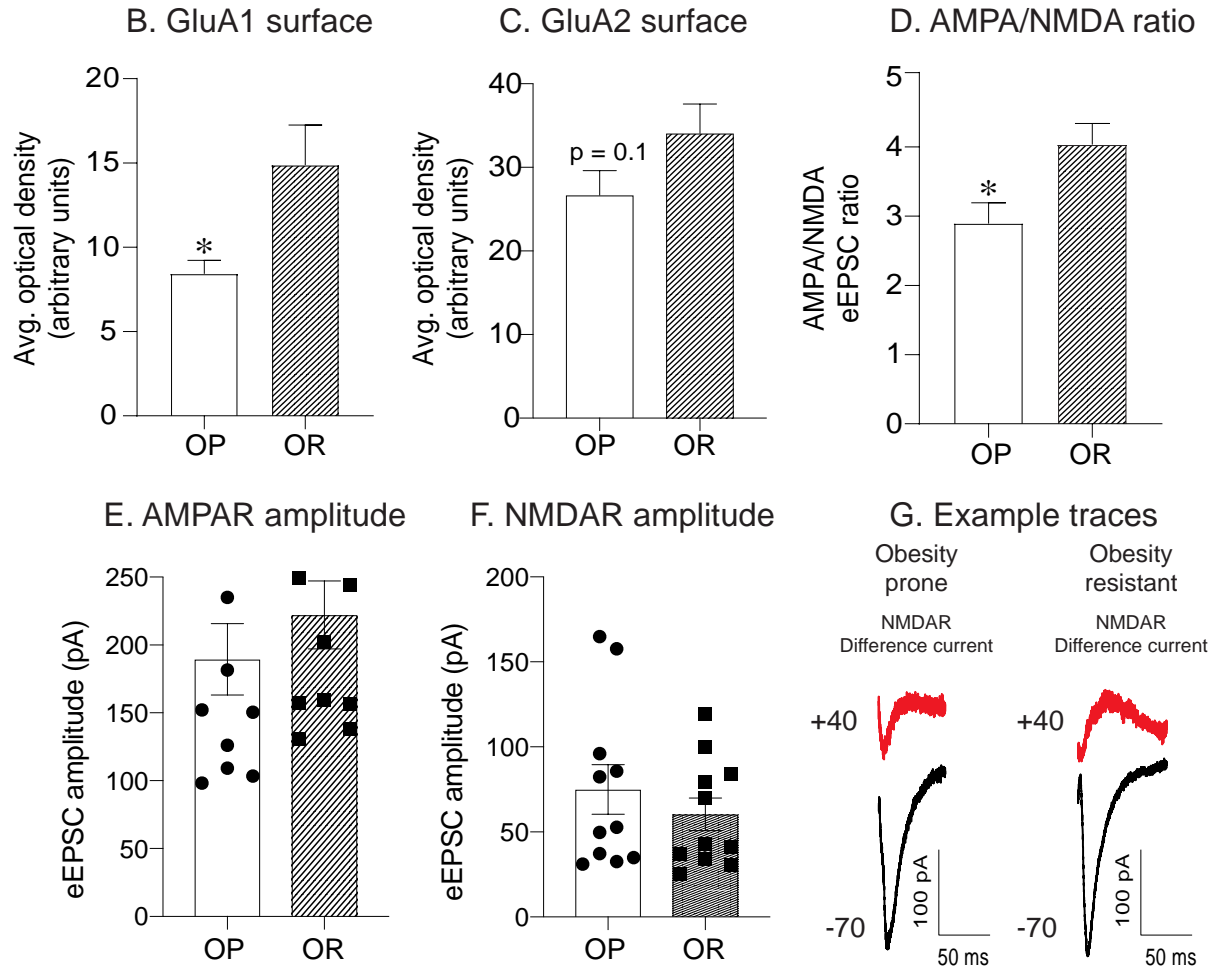 B. GluA1 surface
Avg. optical density
(arbitrary units)
20
15
10
5
0
*
OP OR
C. GluA2 surface
Avg. optical density
(arbitrary units)
40
30
20
10
0
p = 0.1
OP OR
D. AMPA/NMDA ratio
AMPA/NMDA
eEPSC ratio
5
4
3
2
1
0
*
OP OR
E. AMPAR amplitude
eEPSC amplitude (pA)
250
200
150
100
50
0
OP OR
F. NMDAR amplitude
eEPSC amplitude (pA)
200
150
100
50
0
OP OR
G. Example traces
Obesity
prone
NMDAR
Difference current
+40
-70
100 pA
50 ms
Obesity
resistant
NMDAR
Difference current
+40
-70
100 pA
50 ms